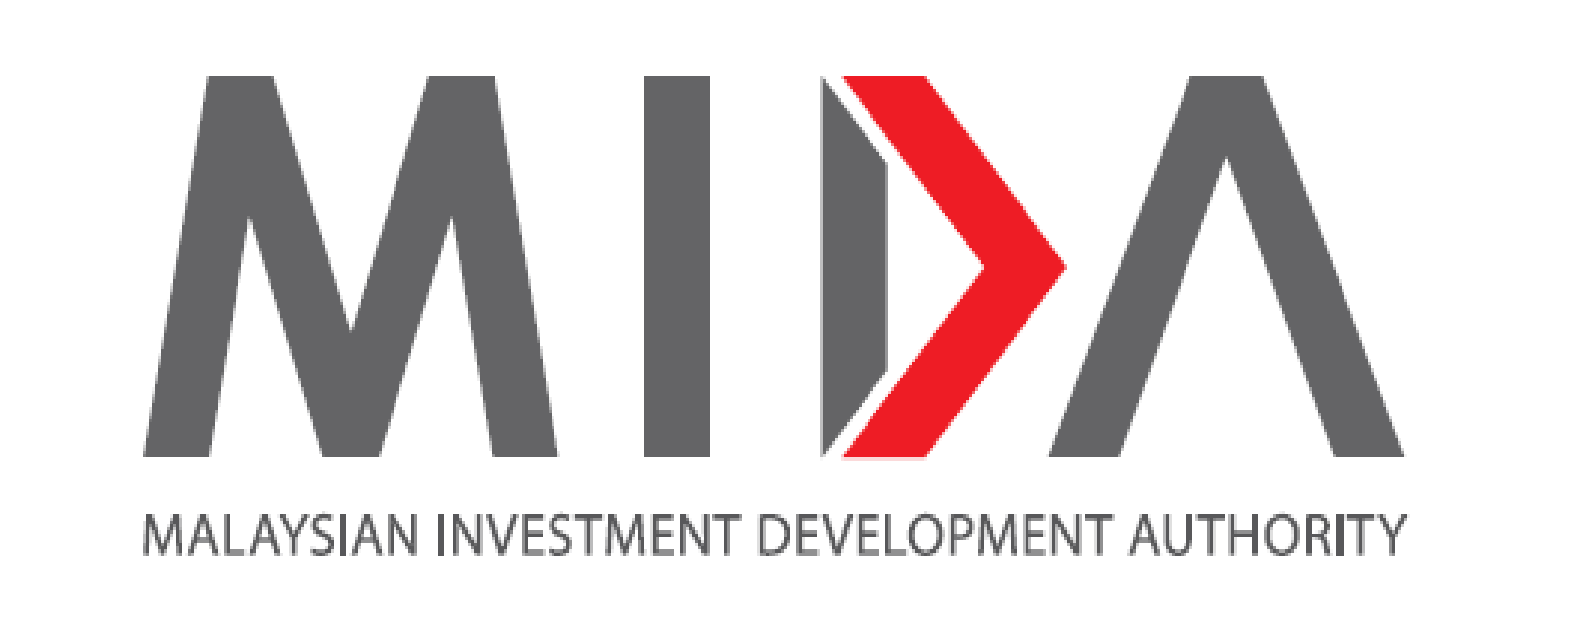 MIDA
MALAYSIAN INVESTMENT DEVELOPMENT AUTHORITY